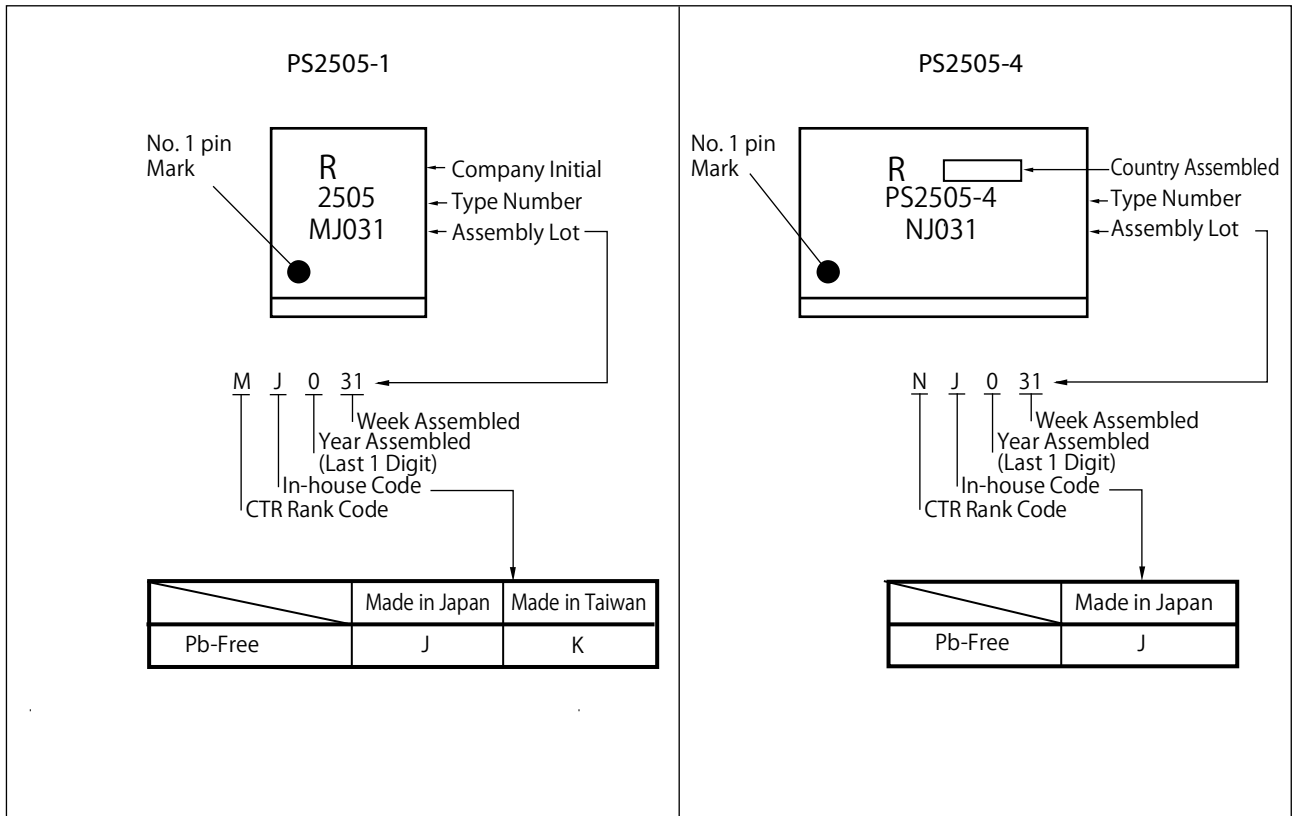 PS2505-1
No. 1 pin
Mark
R
2505
MJ031
Company Initial
Type Number
Assembly Lot
M J 0 31
Week Assembled
Year Assembled
(Last 1 Digit)
In-house Code
CTR Rank Code
Made in Japan Made in Taiwan
Pb-Free J K
PS2505-4
No. 1 pin
Mark
R
PS2505-4
NJ031
Country Assembled
Type Number
Assembly Lot
N J 0 31
Week Assembled
Year Assembled
(Last 1 Digit)
In-house Code
CTR Rank Code
Made in Japan
Pb-Free J